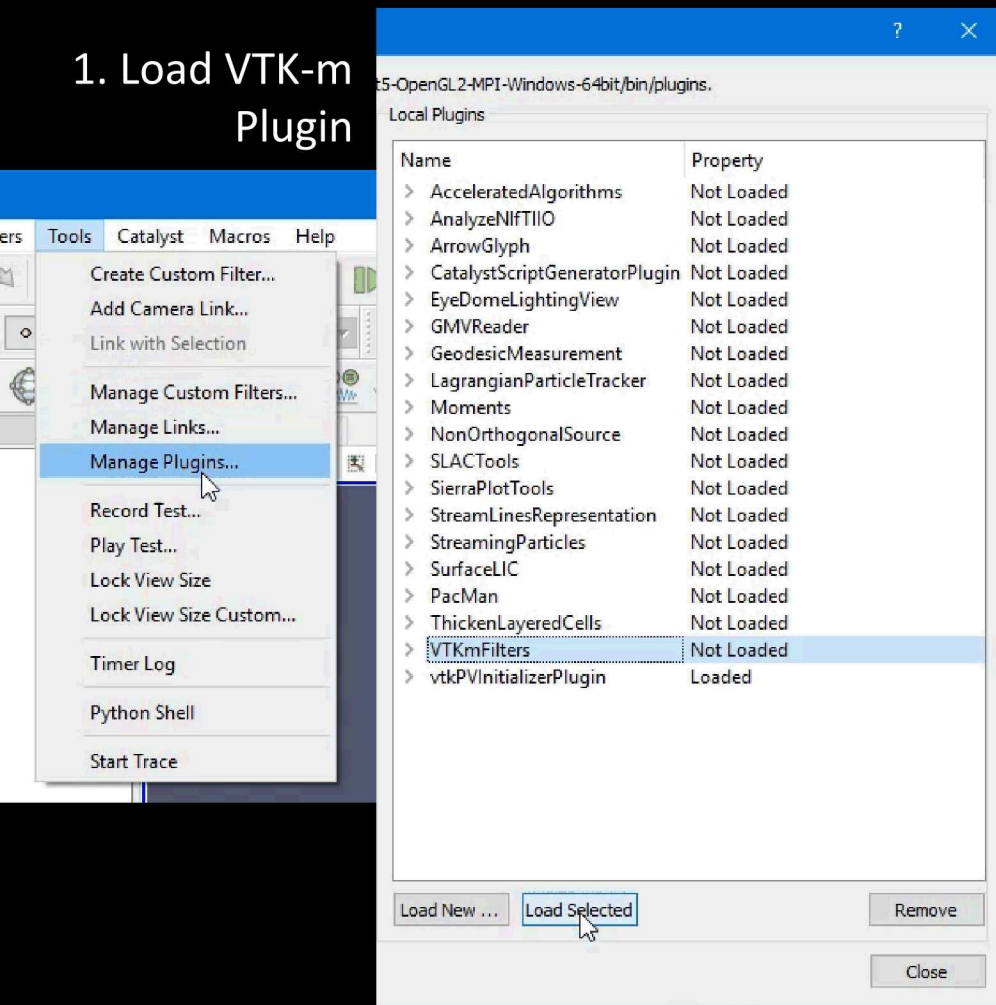 1. Load VTK-m
Plugin
Tools Catalyst Macros Help
Create Custom Filter...
Add Camera Link...
Link with Selection
Manage Custom Filters...
Manage Links...
Manage Plugins...
Record Test...
Play Test...
Lock View Size
Lock View Size Custom...
Timer Log
Python Shell
Start Trace
?
t5-OpenGL2-MPI-Windows-64bit/bin/plugins.
Local Plugins
Name Property
AcceleratedAlgorithms Not Loaded
AnalyzeNIfTIIO Not Loaded
ArrowGlyph Not Loaded
CatalystScriptGeneratorPlugin Not Loaded
EyeDomeLightingView Not Loaded
GMVReader Not Loaded
GeodesicMeasurement Not Loaded
LagrangianParticleTracker Not Loaded
Moments Not Loaded
NonOrthogonalSource Not Loaded
SLACTools Not Loaded
SierraPlotTools Not Loaded
StreamLinesRepresentation Not Loaded
StreamingParticles Not Loaded
SurfaceLIC Not Loaded
PacMan Not Loaded
ThickenLayeredCells Not Loaded
VTKmFilters Not Loaded
vtkPVInitializerPlugin Loaded
Load New ... Load Selected Remove
Close